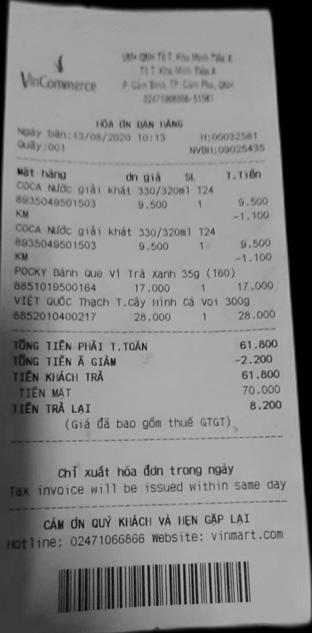 VinCommerce
VM+ QNH Tổ 7, Khu Minh Tiến A
Tổ 7, Khu Minh Tiến A
P. Cẩm Bình, TP. Cẩm Phả, QNH
02471066866-51561
HÓA ƠN BÁN HÀNG
Ngày bán:13/08/2020 10:13 H:00032581
Quầy:001 NVBH:09025435
Mặt hàng ơn giá SL T.Tiền
COCA Nước giải khát 330/320ml T24
8935049501503 9.500 1 9.500
KM -1.100
COCA Nước giải khát 330/320ml T24
8935049501503 9.500 1 9.500
KM -1.100
POCKY Bánh Que Vị Trà Xanh 35g (T60)
8851019500164 17.000 1 17.000
VIỆT QUỐC Thạch T.Cây Hình Cá Voi 300g
8852010400217 28.000 1 28.000
TỔNG TIỀN PHẢI T.TOÁN 61.800
TỔNG TIỀN Ã GIẢM -2.200
TIỀN KHÁCH TRẢ 61.800
TIỀN MẶT 70.000
TIỀN TRẢ LẠI 8.200
(Giá đã bao gồm thuế GTGT)
Chỉ xuất hóa đơn trong ngày
Tax invoice will be issued within same day
CẢM ƠN QUÝ KHÁCH VÀ HẸN GẶP LẠI
Hotline: 02471066866 Website: vinmart.com